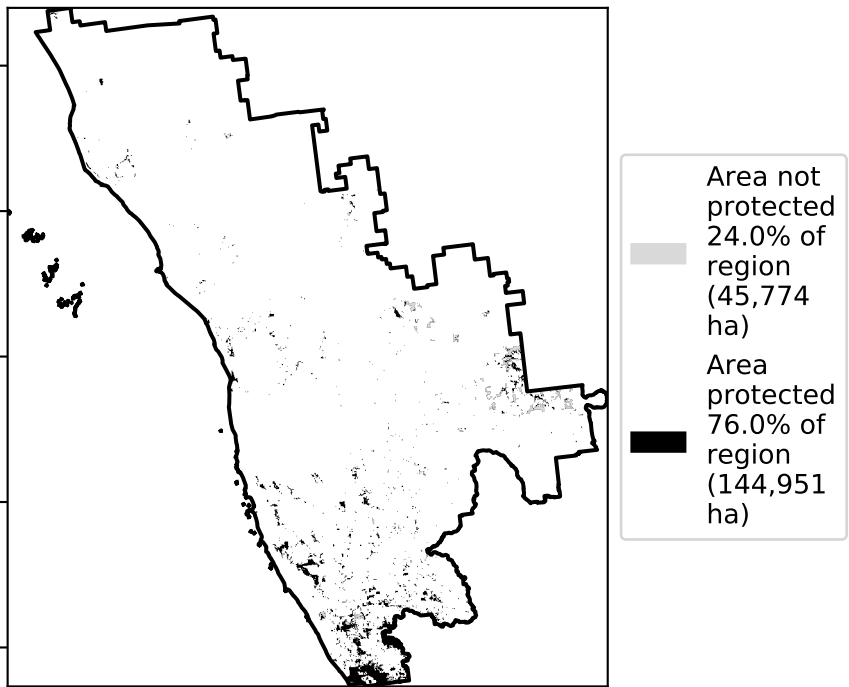 Area not
protected
24.0% of
region
(45,774
ha)
Area
protected
76.0% of
region
(144,951
ha)